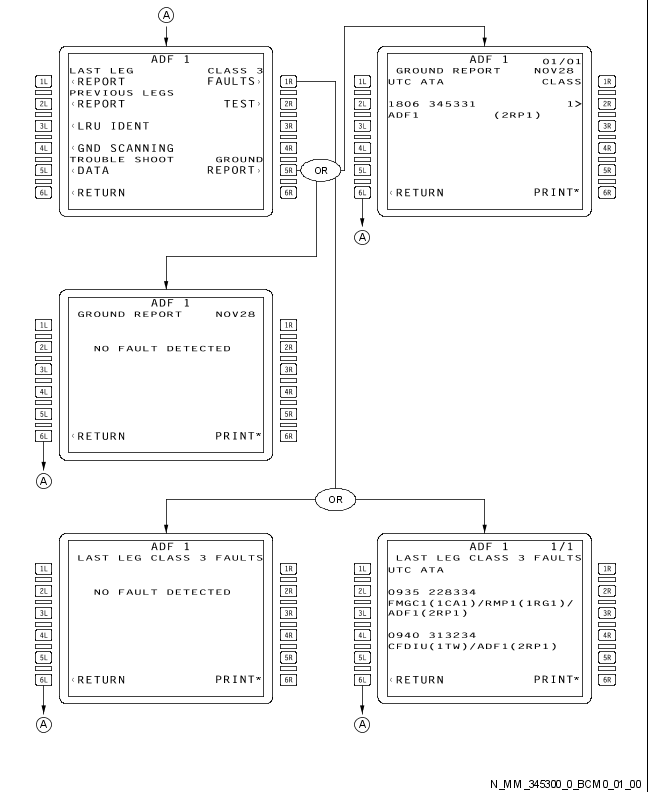 A
ADF 1
LAST LEG CLASS 3
1L ‹REPORT FAULTS› 1R
PREVIOUS LEGS
2L ‹REPORT TEST› 2R
3L ‹LRU IDENT 3R
4L ‹GND SCANNING 4R
TROUBLE SHOOT GROUND
5L ‹DATA REPORT› 5R
6L ‹RETURN 6R
OR
ADF 1 01/01
GROUND REPORT NOV28
1L UTC ATA CLASS 1R
2L 1806 345331 1> 2R
ADF1 (2RP1)
3L 3R
4L 4R
5L 5R
6L ‹RETURN PRINT* 6R
A
ADF 1
GROUND REPORT NOV28
1L 1R
2L NO FAULT DETECTED 2R
3L 3R
4L 4R
5L 5R
6L ‹RETURN PRINT* 6R
A
OR
ADF 1
LAST LEG CLASS 3 FAULTS
1L 1R
2L NO FAULT DETECTED 2R
3L 3R
4L 4R
5L 5R
6L ‹RETURN PRINT* 6R
A
ADF 1 1/1
LAST LEG CLASS 3 FAULTS
1L UTC ATA 1R
2L 0935 228334 2R
FMGC1(1CA1)/RMP1(1RG1)/
3L ADF1(2RP1) 3R
4L 0940 313234 4R
CFDIU(1TW)/ADF1(2RP1)
5L 5R
6L ‹RETURN PRINT* 6R
A
N_MM_345300_0_BCM0_01_00